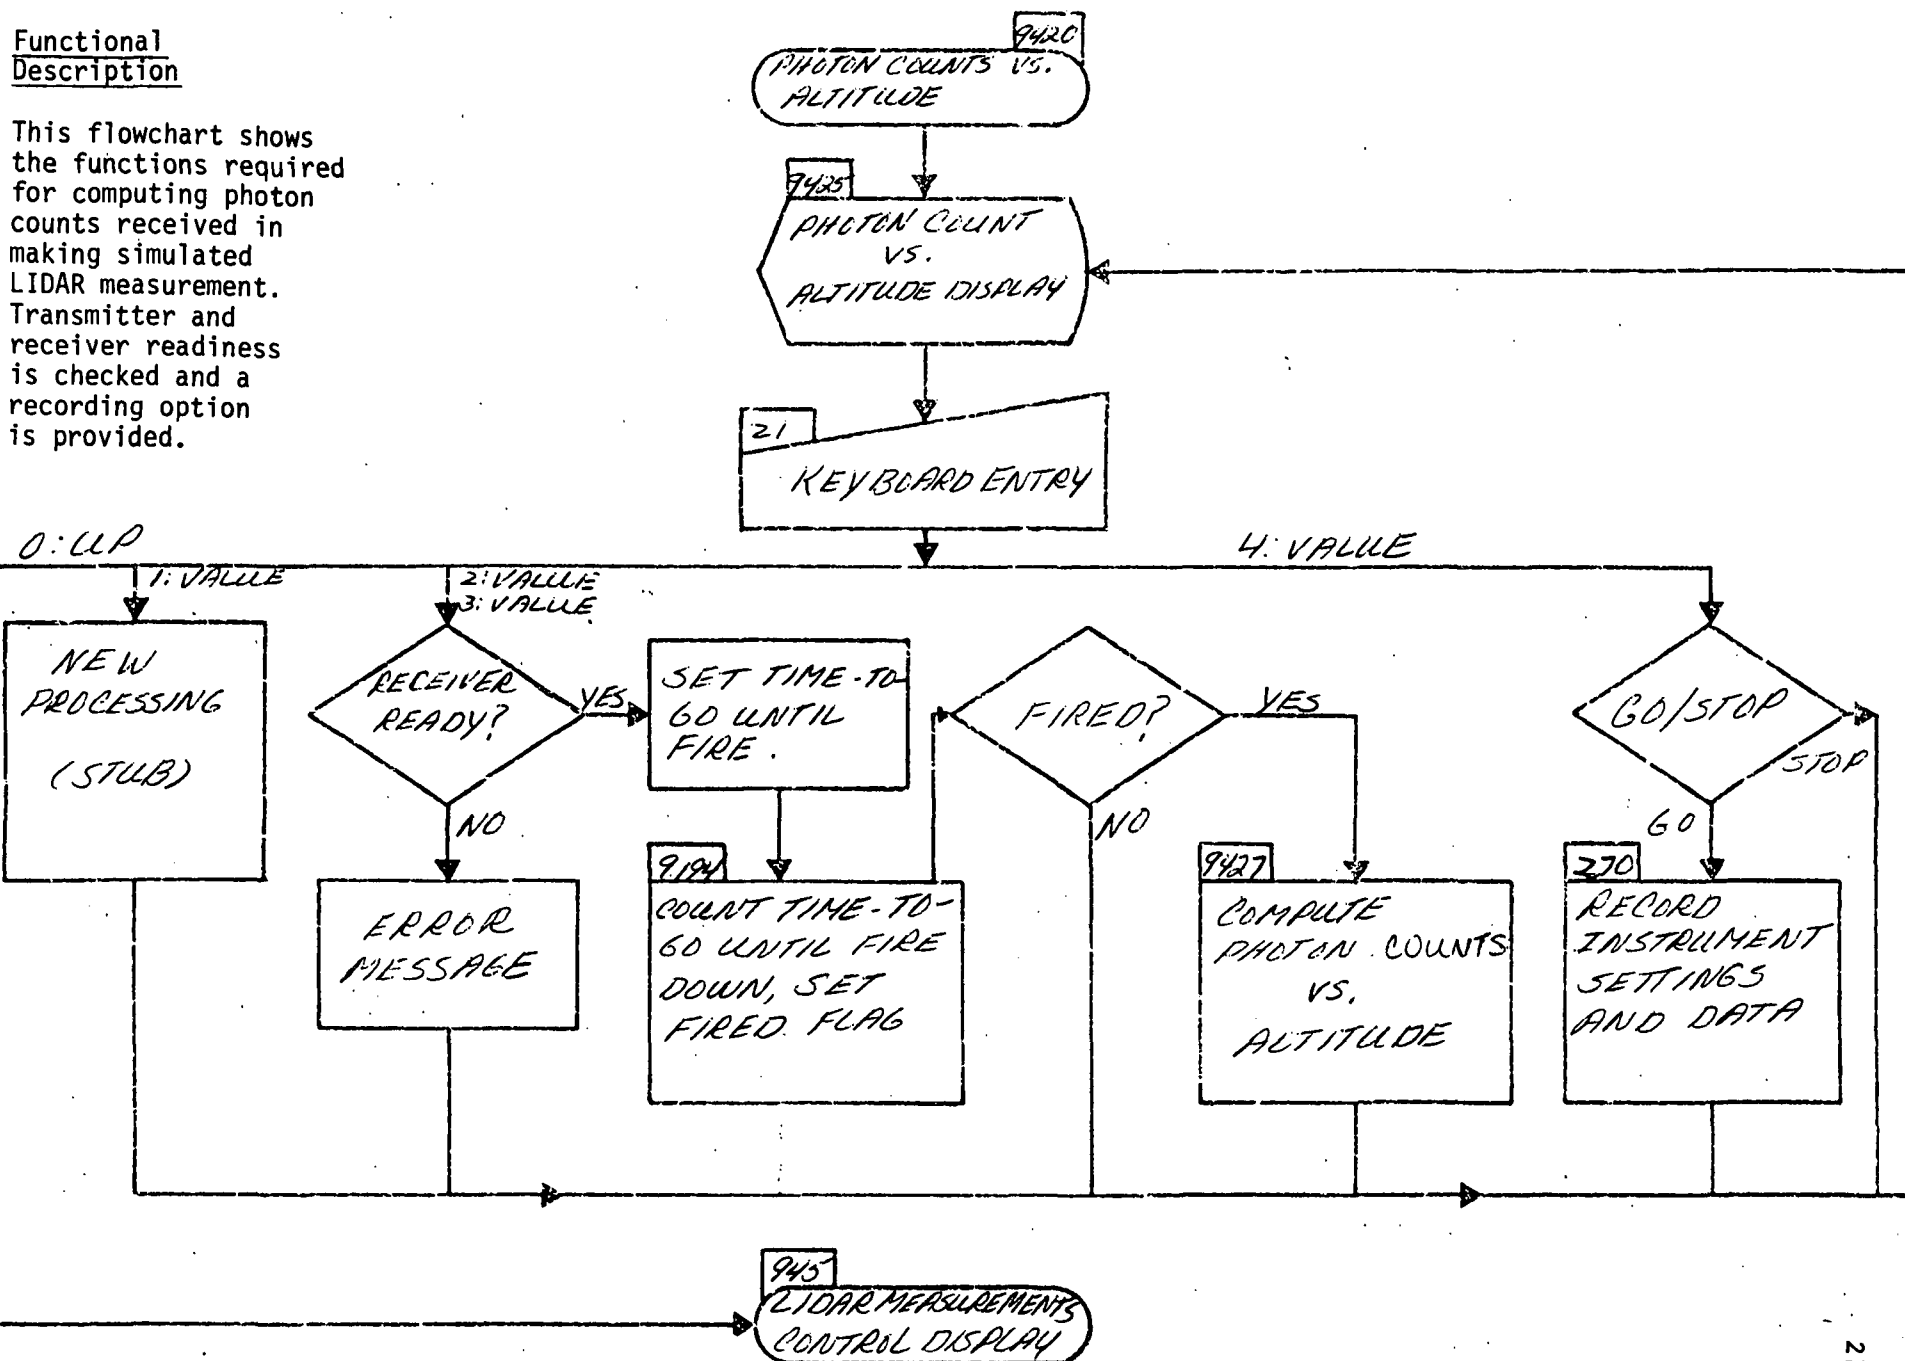 Functional
Description
This flowchart shows
the functions required
for computing photon
counts received in
making simulated
LIDAR measurement.
Transmitter and
receiver readiness
is checked and a
recording option
is provided.
9420
PHOTON COUNTS VS.
ALTITUDE
9425
PHOTON COUNT
VS.
ALTITUDE DISPLAY
21
KEYBOARD ENTRY
0: UP
1: VALUE
2: VALUE
3: VALUE
4: VALUE
NEW
PROCESSING
(STUB)
RECEIVER
READY?
YES
NO
ERROR
MESSAGE
SET TIME-TO-
GO UNTIL
FIRE.
9194
COUNT TIME-TO-
GO UNTIL FIRE
DOWN, SET
FIRED FLAG
FIRED?
YES
NO
9427
COMPUTE
PHOTON COUNTS
VS.
ALTITUDE
GO/STOP
STOP
GO
270
RECORD
INSTRUMENT
SETTINGS
AND DATA
945
LIDAR MEASUREMENTS
CONTROL DISPLAY
2